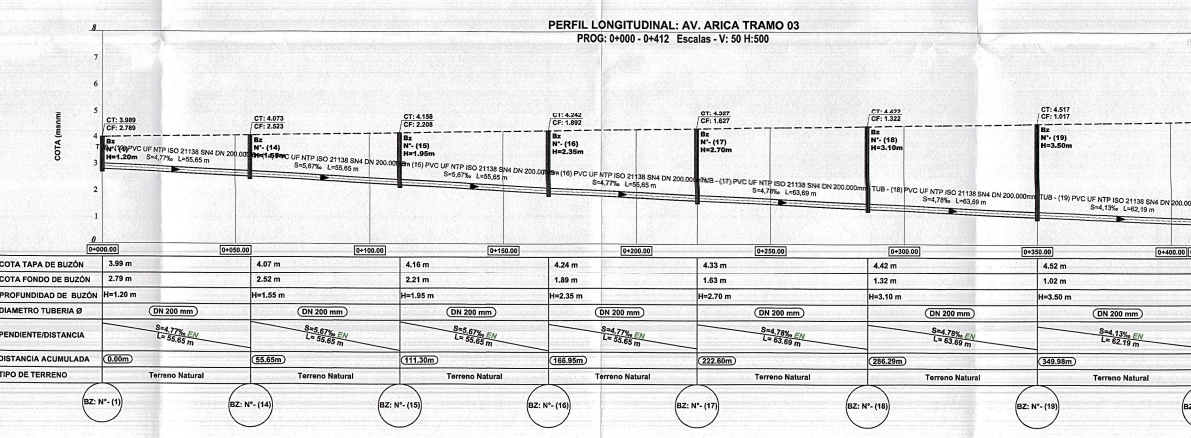 PERFIL LONGITUDINAL: AV. ARICA TRAMO 03
PROG: 0+000 - 0+412 Escalas - V: 50 H:500
COTA (msnm)
8
7
6
5
4
3
2
1
0
CT: 3.989
CF: 2.789
Bz
H=1.20m
CT: 4.073
CF: 2.523
Bz
N°- (14)
CT: 4.158
CF: 2.208
Bz
N°- (15)
H=1.95m
CT: 4.242
CF: 1.892
Bz
N°- (16)
H=2.35m
CT: 4.327
CF: 1.627
Bz
N°- (17)
H=2.70m
CT: 4.422
CF: 1.322
Bz
N°- (18)
H=3.10m
CT: 4.517
CF: 1.017
Bz
N°- (19)
H=3.50m
PVC UF NTP ISO 21138 SN4 DN 200.00
S=4,77‰ L=55,65 m
PVC UF NTP ISO 21138 SN4 DN 200.00
S=5,67‰ L=55,65 m
(15) PVC UF NTP ISO 21138 SN4 DN 200.00
S=5,67‰ L=55,65 m
(16) PVC UF NTP ISO 21138 SN4 DN 200.00
S=4,77‰ L=55,65 m
TUB - (17) PVC UF NTP ISO 21138 SN4 DN 200.00mm
S=4,78‰ L=63,69 m
TUB - (18) PVC UF NTP ISO 21138 SN4 DN 200.00mm
S=4,78‰ L=63,69 m
TUB - (19) PVC UF NTP ISO 21138 SN4 DN 200.00
S=4,13‰ L=62,19 m
0+000.00 0+050.00 0+100.00 0+150.00 0+200.00 0+250.00 0+300.00 0+350.00 0+400.00
COTA TAPA DE BUZÓN 3.99 m 4.07 m 4.16 m 4.24 m 4.33 m 4.42 m 4.52 m
COTA FONDO DE BUZÓN 2.79 m 2.52 m 2.21 m 1.89 m 1.63 m 1.32 m 1.02 m
PROFUNDIDAD DE BUZÓN H=1.20 m H=1.55 m H=1.95 m H=2.35 m H=2.70 m H=3.10 m H=3.50 m
DIAMETRO TUBERIA Ø DN 200 mm DN 200 mm DN 200 mm DN 200 mm DN 200 mm DN 200 mm DN 200 mm
PENDIENTE/DISTANCIA
S=4,77‰ EN
L= 55,65 m
S=5,67‰ EN
L= 55,65 m
S=5,67‰ EN
L= 55,65 m
S=4,77‰ EN
L= 55,65 m
S=4,78‰ EN
L= 63,69 m
S=4,78‰ EN
L= 63,69 m
S=4,13‰ EN
L= 62,19 m
DISTANCIA ACUMULADA 0.00m 55.65m 111.30m 166.95m 222.60m 286.29m 349.98m
TIPO DE TERRENO Terreno Natural Terreno Natural Terreno Natural Terreno Natural Terreno Natural Terreno Natural Terreno Natural
BZ: N°- (1) BZ: N°- (14) BZ: N°- (15) BZ: N°- (16) BZ: N°- (17) BZ: N°- (18) BZ: N°- (19)